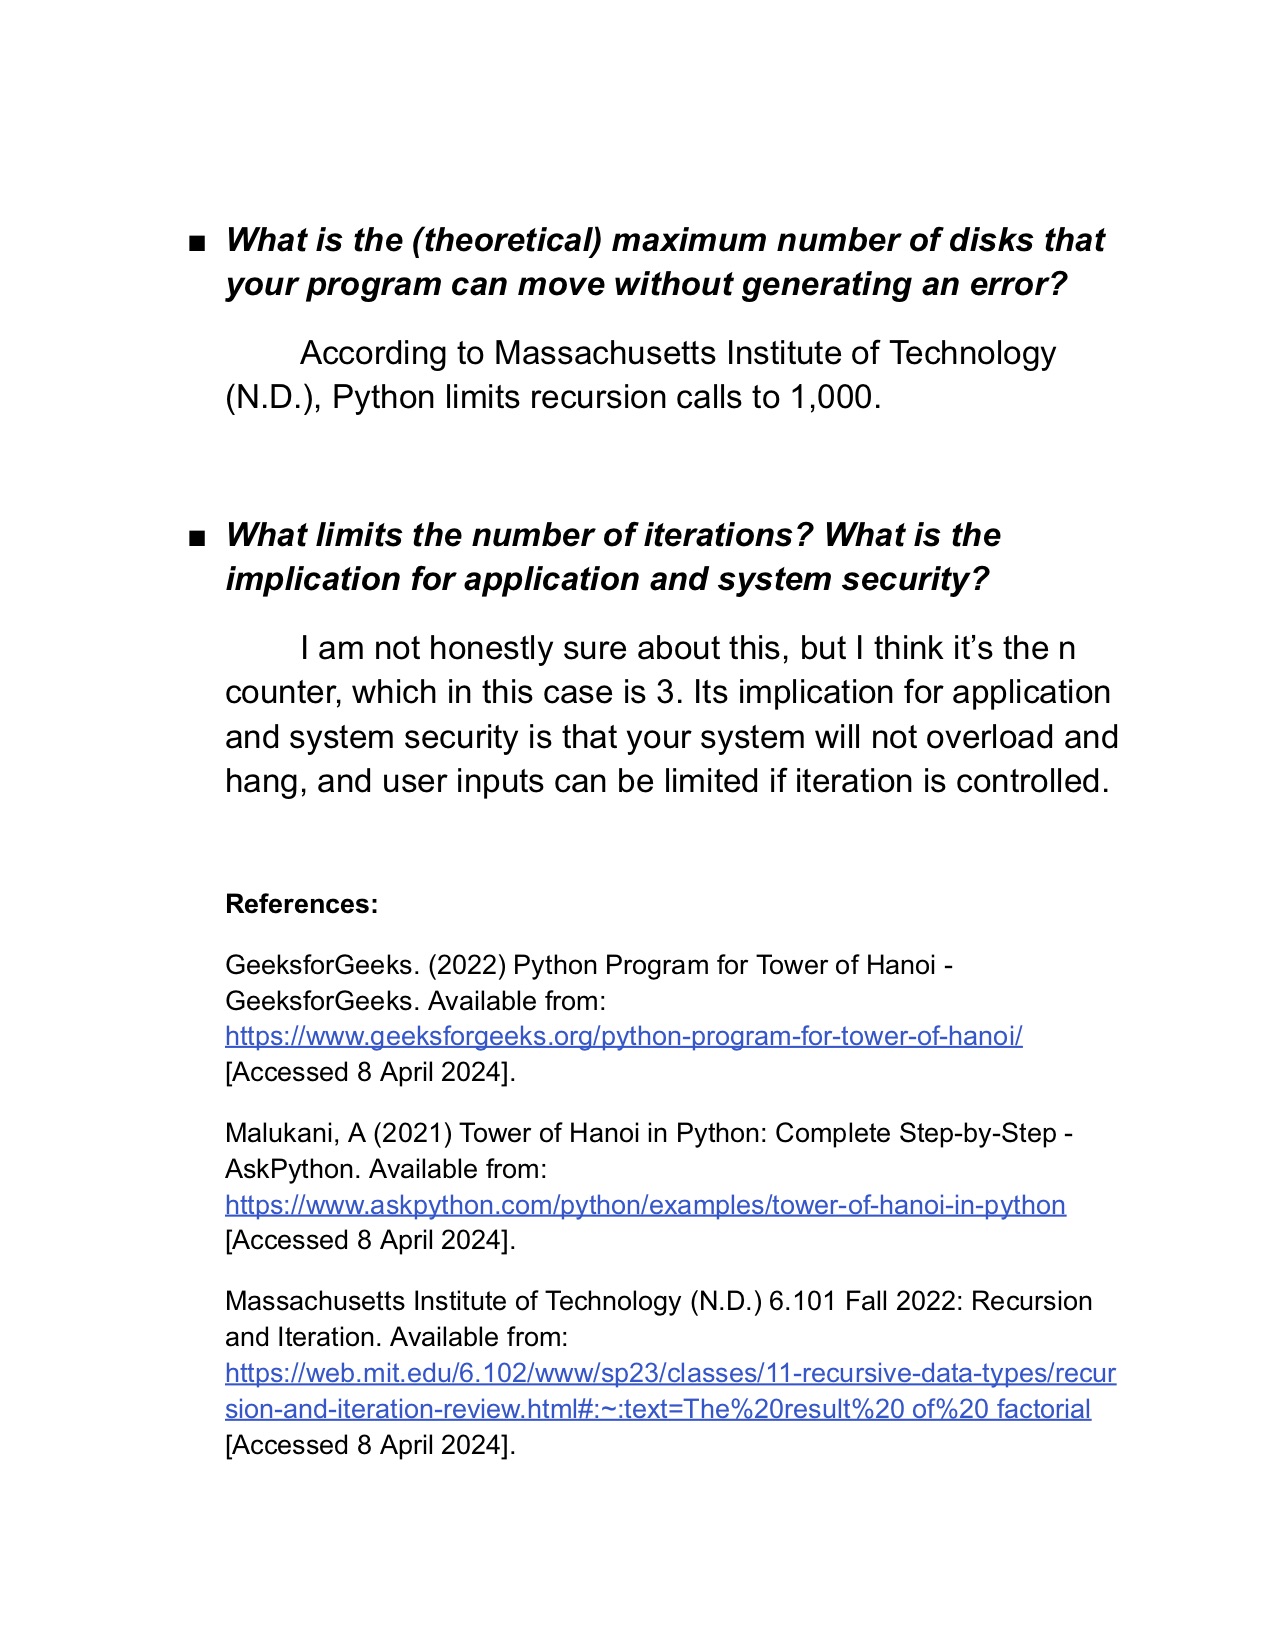 ■ What is the (theoretical) maximum number of disks that
your program can move without generating an error?
According to Massachusetts Institute of Technology
(N.D.), Python limits recursion calls to 1,000.
■ What limits the number of iterations? What is the
implication for application and system security?
I am not honestly sure about this, but I think it’s the n
counter, which in this case is 3. Its implication for application
and system security is that your system will not overload and
hang, and user inputs can be limited if iteration is controlled.
References:
GeeksforGeeks. (2022) Python Program for Tower of Hanoi -
GeeksforGeeks. Available from:
https://www.geeksforgeeks.org/python-program-for-tower-of-hanoi/
[Accessed 8 April 2024].
Malukani, A (2021) Tower of Hanoi in Python: Complete Step-by-Step -
AskPython. Available from:
https://www.askpython.com/python/examples/tower-of-hanoi-in-python
[Accessed 8 April 2024].
Massachusetts Institute of Technology (N.D.) 6.101 Fall 2022: Recursion
and Iteration. Available from:
https://web.mit.edu/6.102/www/sp23/classes/11-recursive-data-types/recur
sion-and-iteration-review.html#:~:text=The%20result%20 of%20 factorial
[Accessed 8 April 2024].